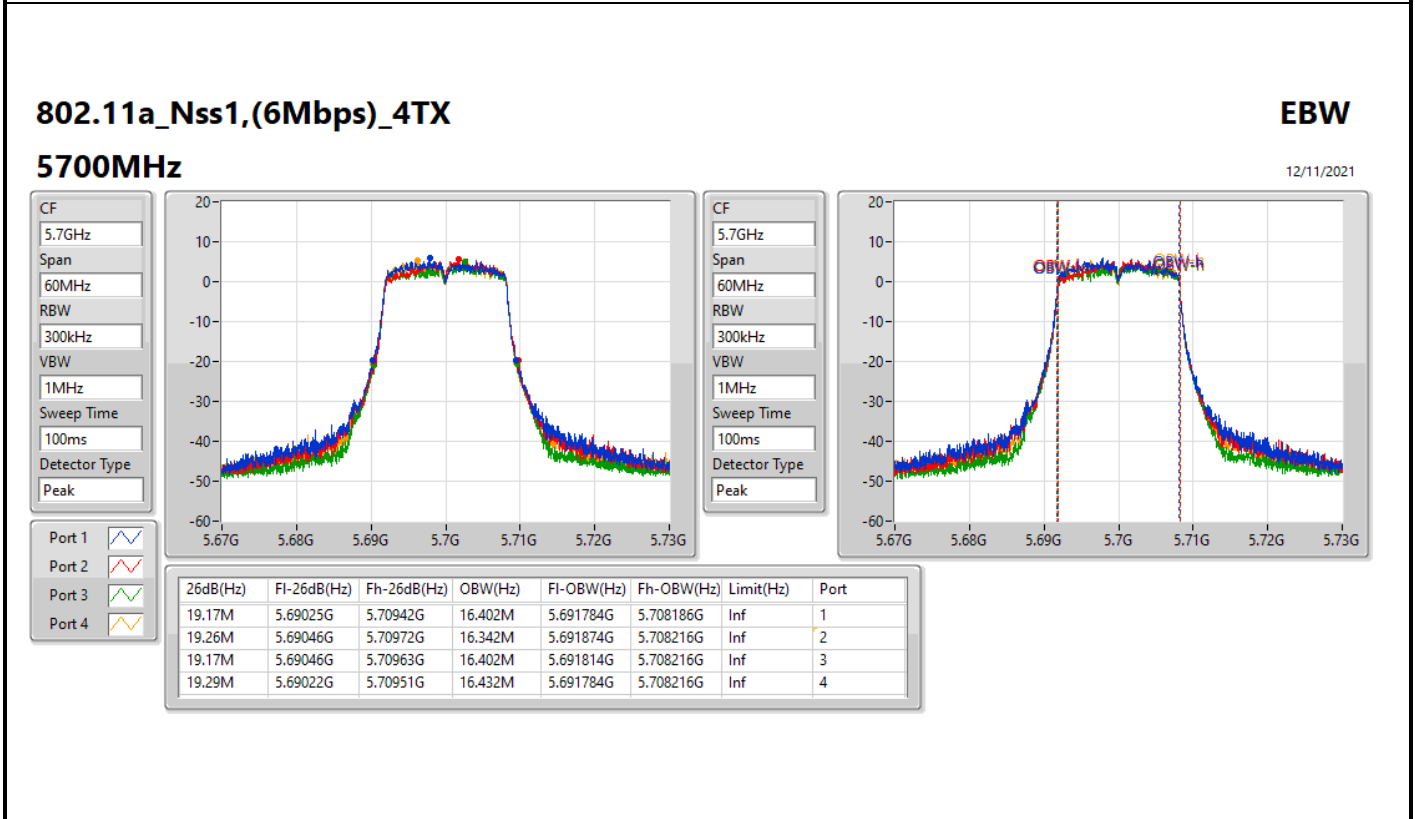 802.11a_Nss1,(6Mbps)_4TX
EBW
5700MHz
12/11/2021
CF
5.7GHz
Span
60MHz
RBW
300kHz
VBW
1MHz
Sweep Time
100ms
Detector Type
Peak
20-
10-
0-
-10-
-20-
-30-
-40-
-50-
-60-
5.67G 5.68G 5.69G 5.7G 5.71G 5.72G 5.73G
CF
5.7GHz
Span
60MHz
RBW
300kHz
VBW
1MHz
Sweep Time
100ms
Detector Type
Peak
20-
10-
0-
-10-
-20-
-30-
-40-
-50-
-60-
OBW-h
5.67G 5.68G 5.69G 5.7G 5.71G 5.72G 5.73G
Port 1
Port 2
Port 3
Port 4
26dB(Hz) Fl-26dB(Hz) Fh-26dB(Hz) OBW(Hz) Fl-OBW(Hz) Fh-OBW(Hz) Limit(Hz) Port
19.17M 5.69025G 5.70942G 16.402M 5.691784G 5.708186G Inf 1
19.26M 5.69046G 5.70972G 16.342M 5.691874G 5.708216G Inf 2
19.17M 5.69046G 5.70963G 16.402M 5.691814G 5.708216G Inf 3
19.29M 5.69022G 5.70951G 16.432M 5.691784G 5.708216G Inf 4